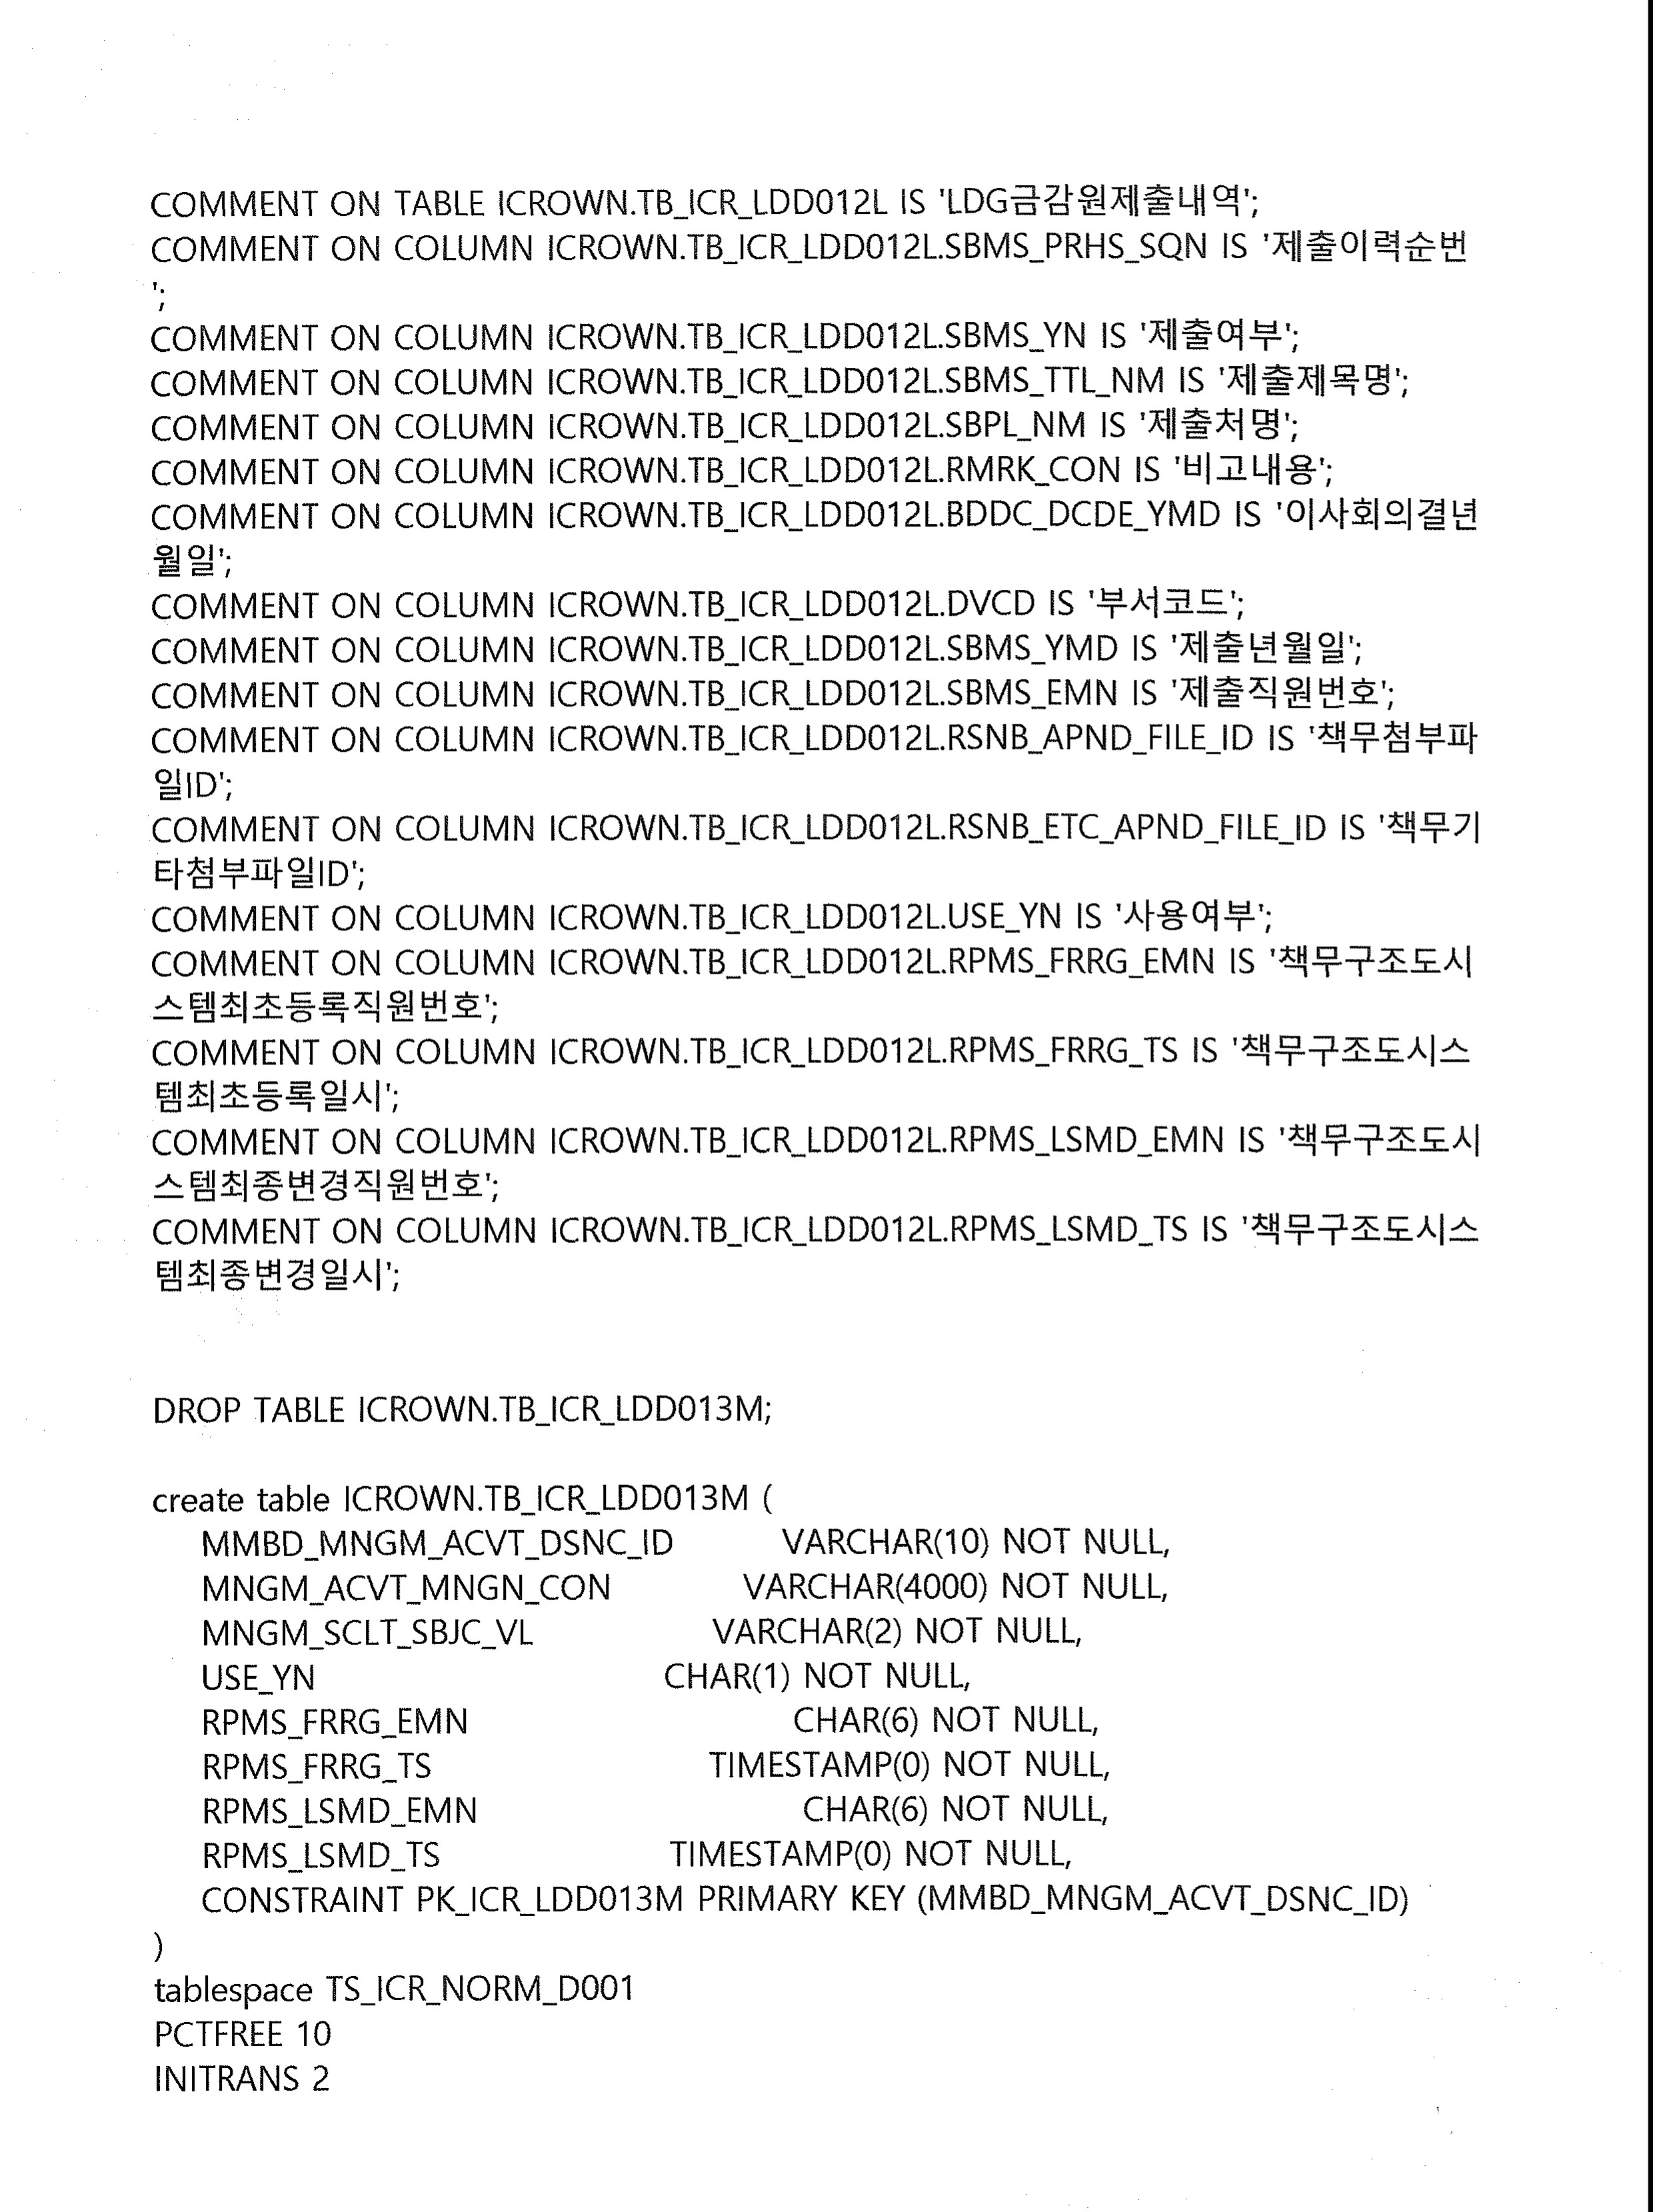 COMMENT ON TABLE ICROWN.TB_ICR_LDD012L IS 'LDG금감원제출내역';
COMMENT ON COLUMN ICROWN.TB_ICR_LDD012L.SBMS_PRHS_SQN IS '제출이력순번
';
COMMENT ON COLUMN ICROWN.TB_ICR_LDD012L.SBMS_YN IS '제출여부';
COMMENT ON COLUMN ICROWN.TB_ICR_LDD012L.SBMS_TTL_NM IS '제출제목명';
COMMENT ON COLUMN ICROWN.TB_ICR_LDD012L.SBPL_NM IS '제출처명';
COMMENT ON COLUMN ICROWN.TB_ICR_LDD012L.RMRK_CON IS '비고내용';
COMMENT ON COLUMN ICROWN.TB_ICR_LDD012L.BDDC_DCDE_YMD IS '이사회의결년
월일';
COMMENT ON COLUMN ICROWN.TB_ICR_LDD012L.DVCD IS '부서코드';
COMMENT ON COLUMN ICROWN.TB_ICR_LDD012L.SBMS_YMD IS '제출년월일';
COMMENT ON COLUMN ICROWN.TB_ICR_LDD012L.SBMS_EMN IS '제출직원번호';
COMMENT ON COLUMN ICROWN.TB_ICR_LDD012L.RSNB_APND_FILE_ID IS '책무첨부파
일ID';
COMMENT ON COLUMN ICROWN.TB_ICR_LDD012L.RSNB_ETC_APND_FILE_ID IS '책무기
타첨부파일ID';
COMMENT ON COLUMN ICROWN.TB_ICR_LDD012L.USE_YN IS '사용여부';
COMMENT ON COLUMN ICROWN.TB_ICR_LDD012L.RPMS_FRRG_EMN IS '책무구조도시
스템최초등록직원번호';
COMMENT ON COLUMN ICROWN.TB_ICR_LDD012L.RPMS_FRRG_TS IS '책무구조도시스
템최초등록일시';
COMMENT ON COLUMN ICROWN.TB_ICR_LDD012L.RPMS_LSMD_EMN IS '책무구조도시
스템최종변경직원번호';
COMMENT ON COLUMN ICROWN.TB_ICR_LDD012L.RPMS_LSMD_TS IS '책무구조도시스
템최종변경일시';
DROP TABLE ICROWN.TB_ICR_LDD013M;
create table ICROWN.TB_ICR_LDD013M (
MMBD_MNGM_ACVT_DSNC_ID VARCHAR(10) NOT NULL,
MNGM_ACVT_MNGN_CON VARCHAR(4000) NOT NULL,
MNGM_SCLT_SBJC_VL VARCHAR(2) NOT NULL,
USE_YN CHAR(1) NOT NULL,
RPMS_FRRG_EMN CHAR(6) NOT NULL,
RPMS_FRRG_TS TIMESTAMP(0) NOT NULL,
RPMS_LSMD_EMN CHAR(6) NOT NULL,
RPMS_LSMD_TS TIMESTAMP(0) NOT NULL,
CONSTRAINT PK_ICR_LDD013M PRIMARY KEY (MMBD_MNGM_ACVT_DSNC_ID)
)
tablespace TS_ICR_NORM_D001
PCTFREE 10
INITRANS 2